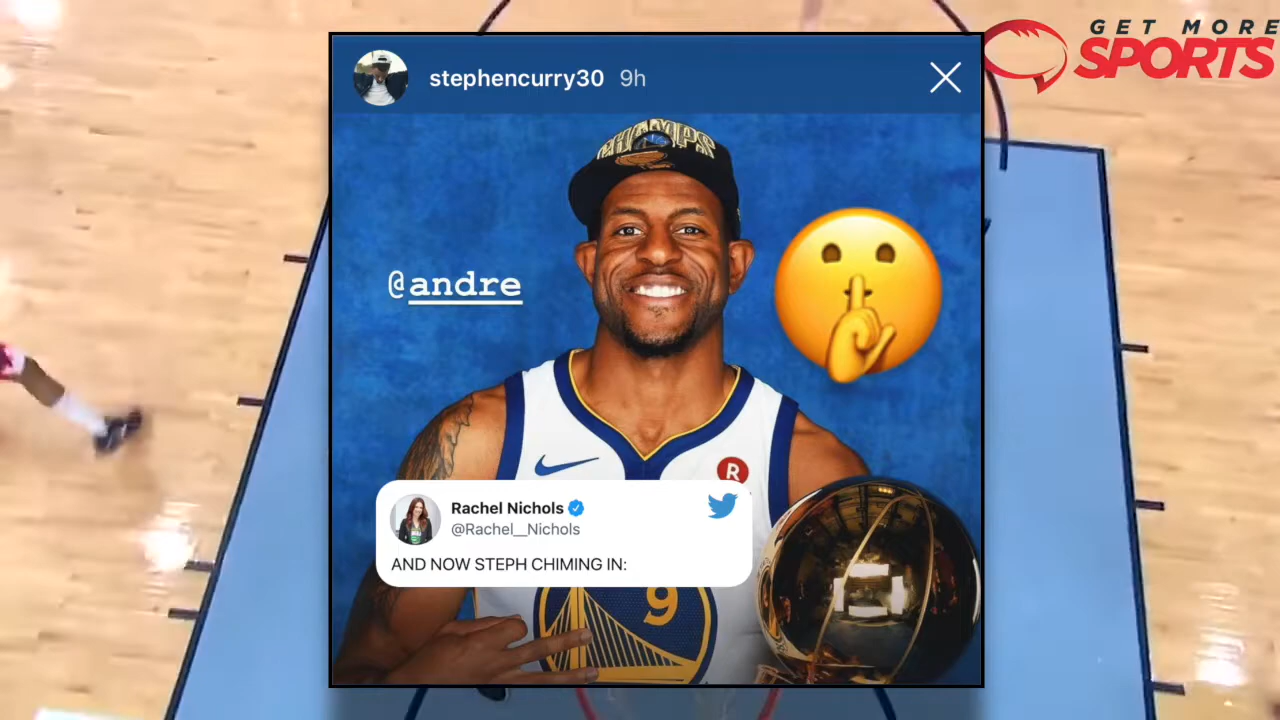 GET MORE
SPORTS
stephencurry30 9h
CHAMPS
@andre
R
Rachel Nichols
@Rachel__Nichols
AND NOW STEPH CHIMING IN:
9